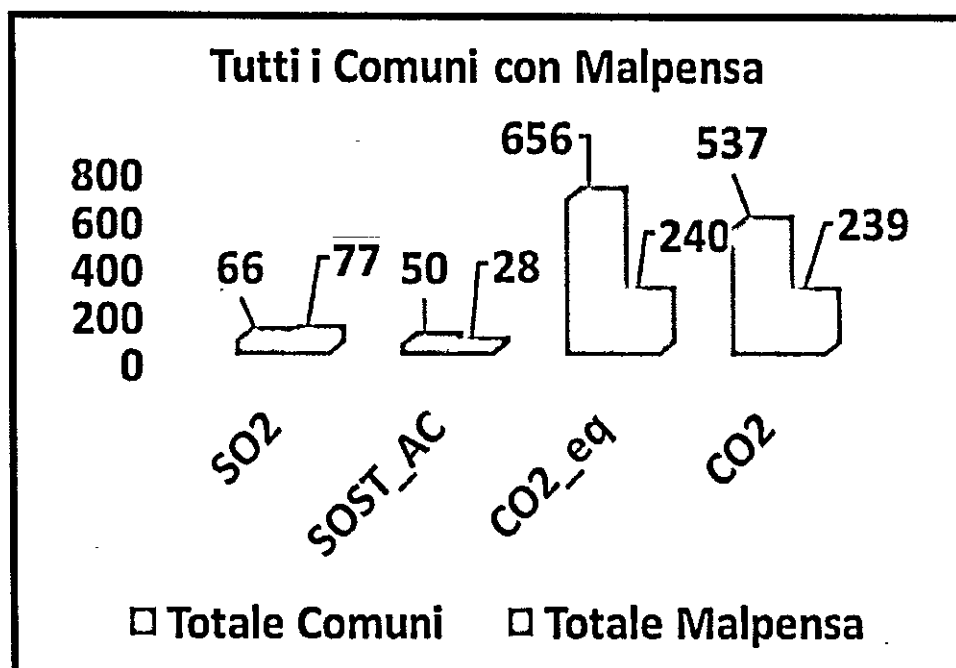 Tutti i Comuni con Malpensa
656
537
800
600
400
200
0
66
77
50
28
240
239
SO2
SOST_AC
CO2_eq
CO2
Totale Comuni
Totale Malpensa